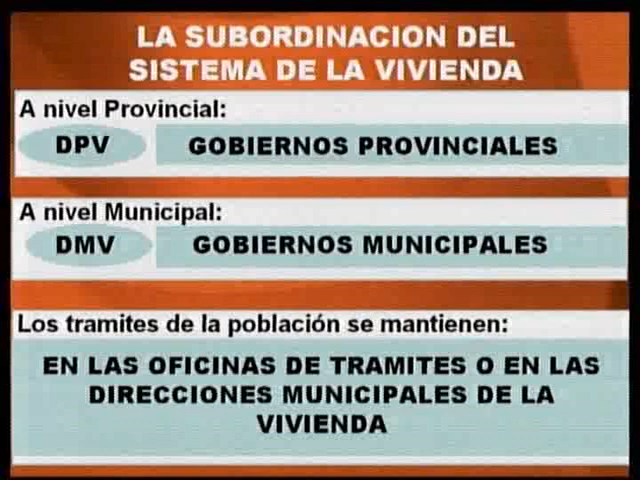 LA SUBORDINACION DEL
SISTEMA DE LA VIVIENDA
A nivel Provincial:
DPV GOBIERNOS PROVINCIALES
A nivel Municipal:
DMV GOBIERNOS MUNICIPALES
Los tramites de la población se mantienen:
EN LAS OFICINAS DE TRAMITES O EN LAS
DIRECCIONES MUNICIPALES DE LA
VIVIENDA